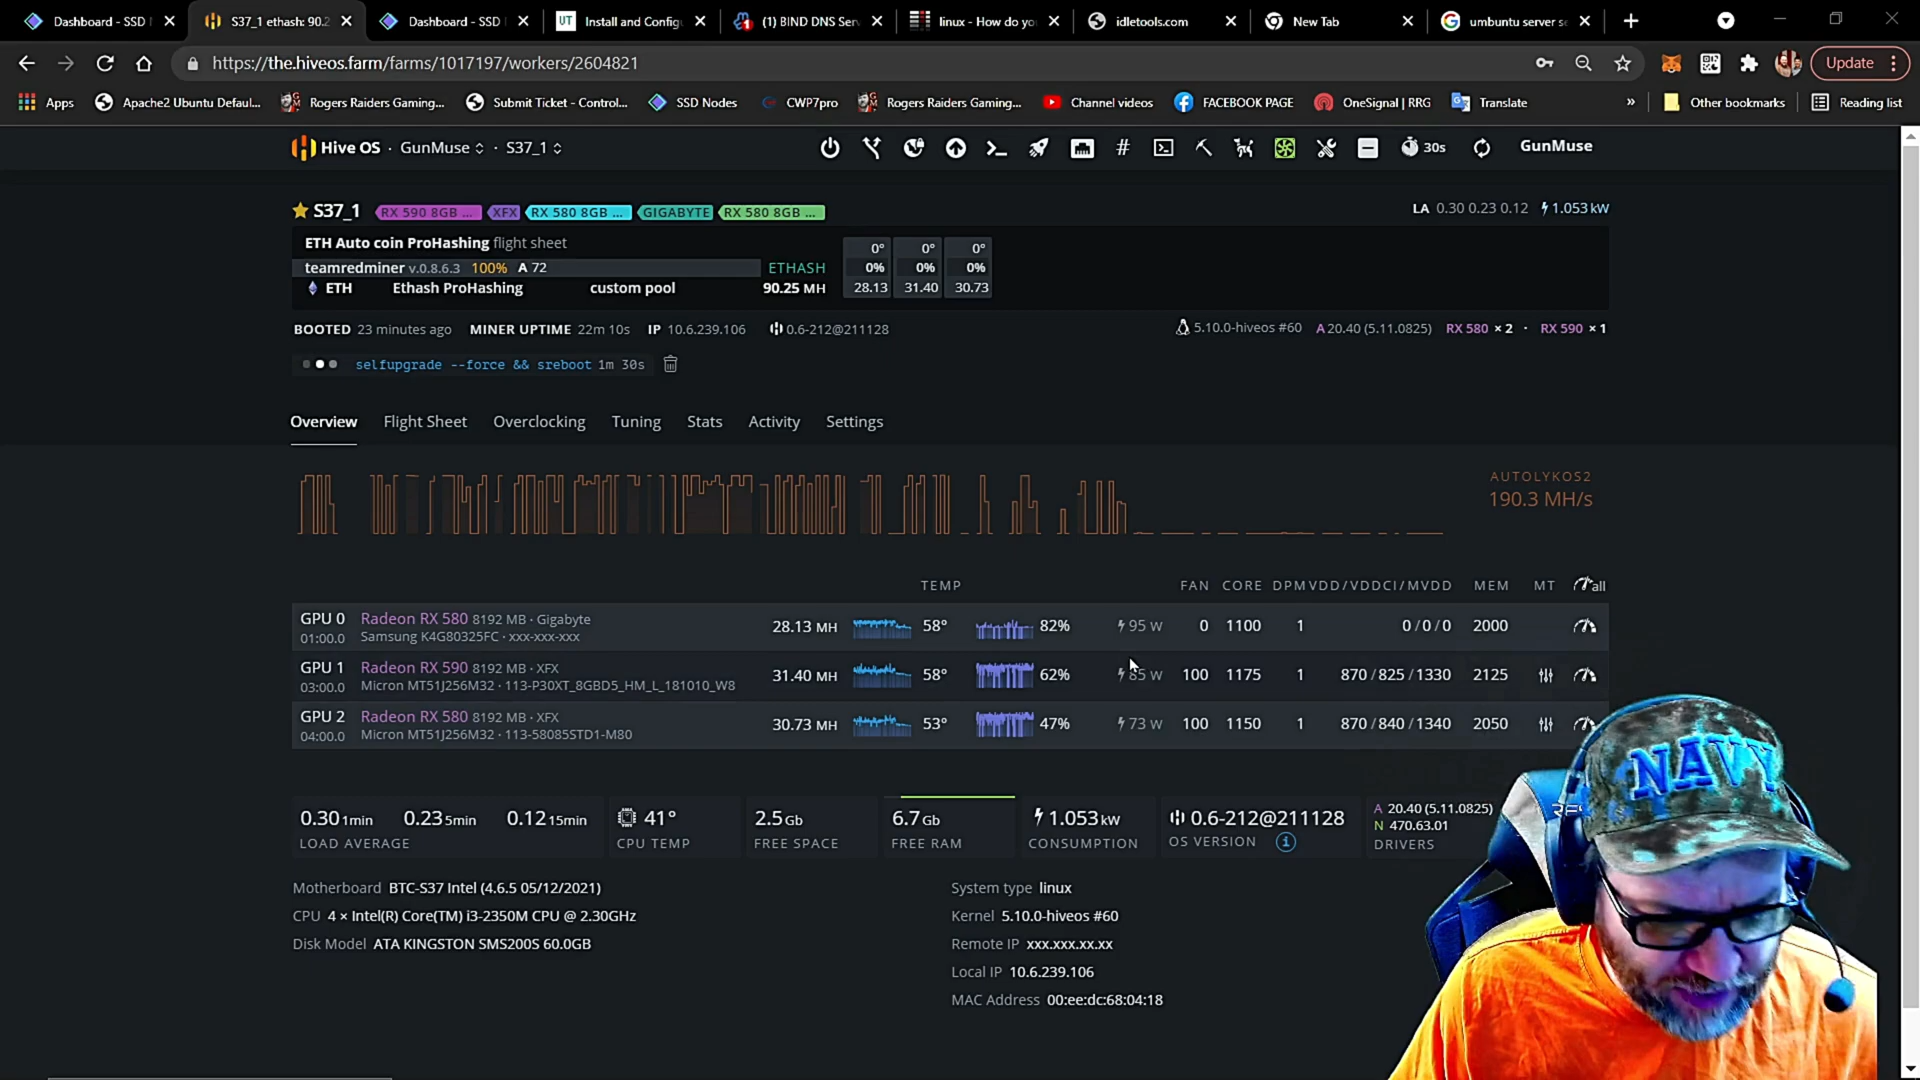 Dashboard - SSD
S37_1 ethash: 90.2
Dashboard - SSD
UT Install and Configu
(1) BIND DNS Serv
linux - How do yo
idletools.com
New Tab
umbuntu server s
https://the.hiveos.farm/farms/1017197/workers/2604821
Update
Apps
Apache2 Ubuntu Defaul...
Rogers Raiders Gaming...
Submit Ticket - Control...
SSD Nodes
CWP7pro
Rogers Raiders Gaming...
Channel videos
FACEBOOK PAGE
OneSignal | RRG
Translate
»
Other bookmarks
Reading list
Hive OS · GunMuse · S37_1
30s
GunMuse
S37_1 RX 590 8GB ... XFX RX 580 8GB ... GIGABYTE RX 580 8GB ...
LA 0.30 0.23 0.12 1.053 kW
ETH Auto coin ProHashing flight sheet
0° 0° 0°
teamredminer v.0.8.6.3 100% A 72 ETHASH
0% 0% 0%
ETH Ethash ProHashing custom pool 90.25 MH
28.13 31.40 30.73
BOOTED 23 minutes ago MINER UPTIME 22m 10s IP 10.6.239.106 0.6-212@211128
5.10.0-hiveos #60 A 20.40 (5.11.0825) RX 580 × 2 · RX 590 × 1
selfupgrade --force && sreboot 1m 30s
Overview Flight Sheet Overclocking Tuning Stats Activity Settings
AUTOLYKOS2
190.3 MH/s
TEMP FAN CORE DPM VDD/VDDCI/MVDD MEM MT all
GPU 0 Radeon RX 580 8192 MB · Gigabyte
01:00.0 Samsung K4G80325FC · xxx-xxx-xxx
28.13 MH 58° 82% 95 W 0 1100 1 0 / 0 / 0 2000
GPU 1 Radeon RX 590 8192 MB · XFX
03:00.0 Micron MT51J256M32 · 113-P30XT_8GBD5_HM_L_181010_W8
31.40 MH 58° 62% 85 W 100 1175 1 870 / 825 / 1330 2125
GPU 2 Radeon RX 580 8192 MB · XFX
04:00.0 Micron MT51J256M32 · 113-58085STD1-M80
30.73 MH 53° 47% 73 W 100 1150 1 870 / 840 / 1340 2050
0.30 1min 0.23 5min 0.12 15min
LOAD AVERAGE
41°
CPU TEMP
2.5 Gb
FREE SPACE
6.7 Gb
FREE RAM
1.053 kW
CONSUMPTION
0.6-212@211128
OS VERSION
A 20.40 (5.11.0825)
N 470.63.01
DRIVERS
Motherboard BTC-S37 Intel (4.6.5 05/12/2021)
CPU 4 × Intel(R) Core(TM) i3-2350M CPU @ 2.30GHz
Disk Model ATA KINGSTON SMS200S 60.0GB
System type linux
Kernel 5.10.0-hiveos #60
Remote IP xxx.xxx.xx.xx
Local IP 10.6.239.106
MAC Address 00:ee:dc:68:04:18
NAVY